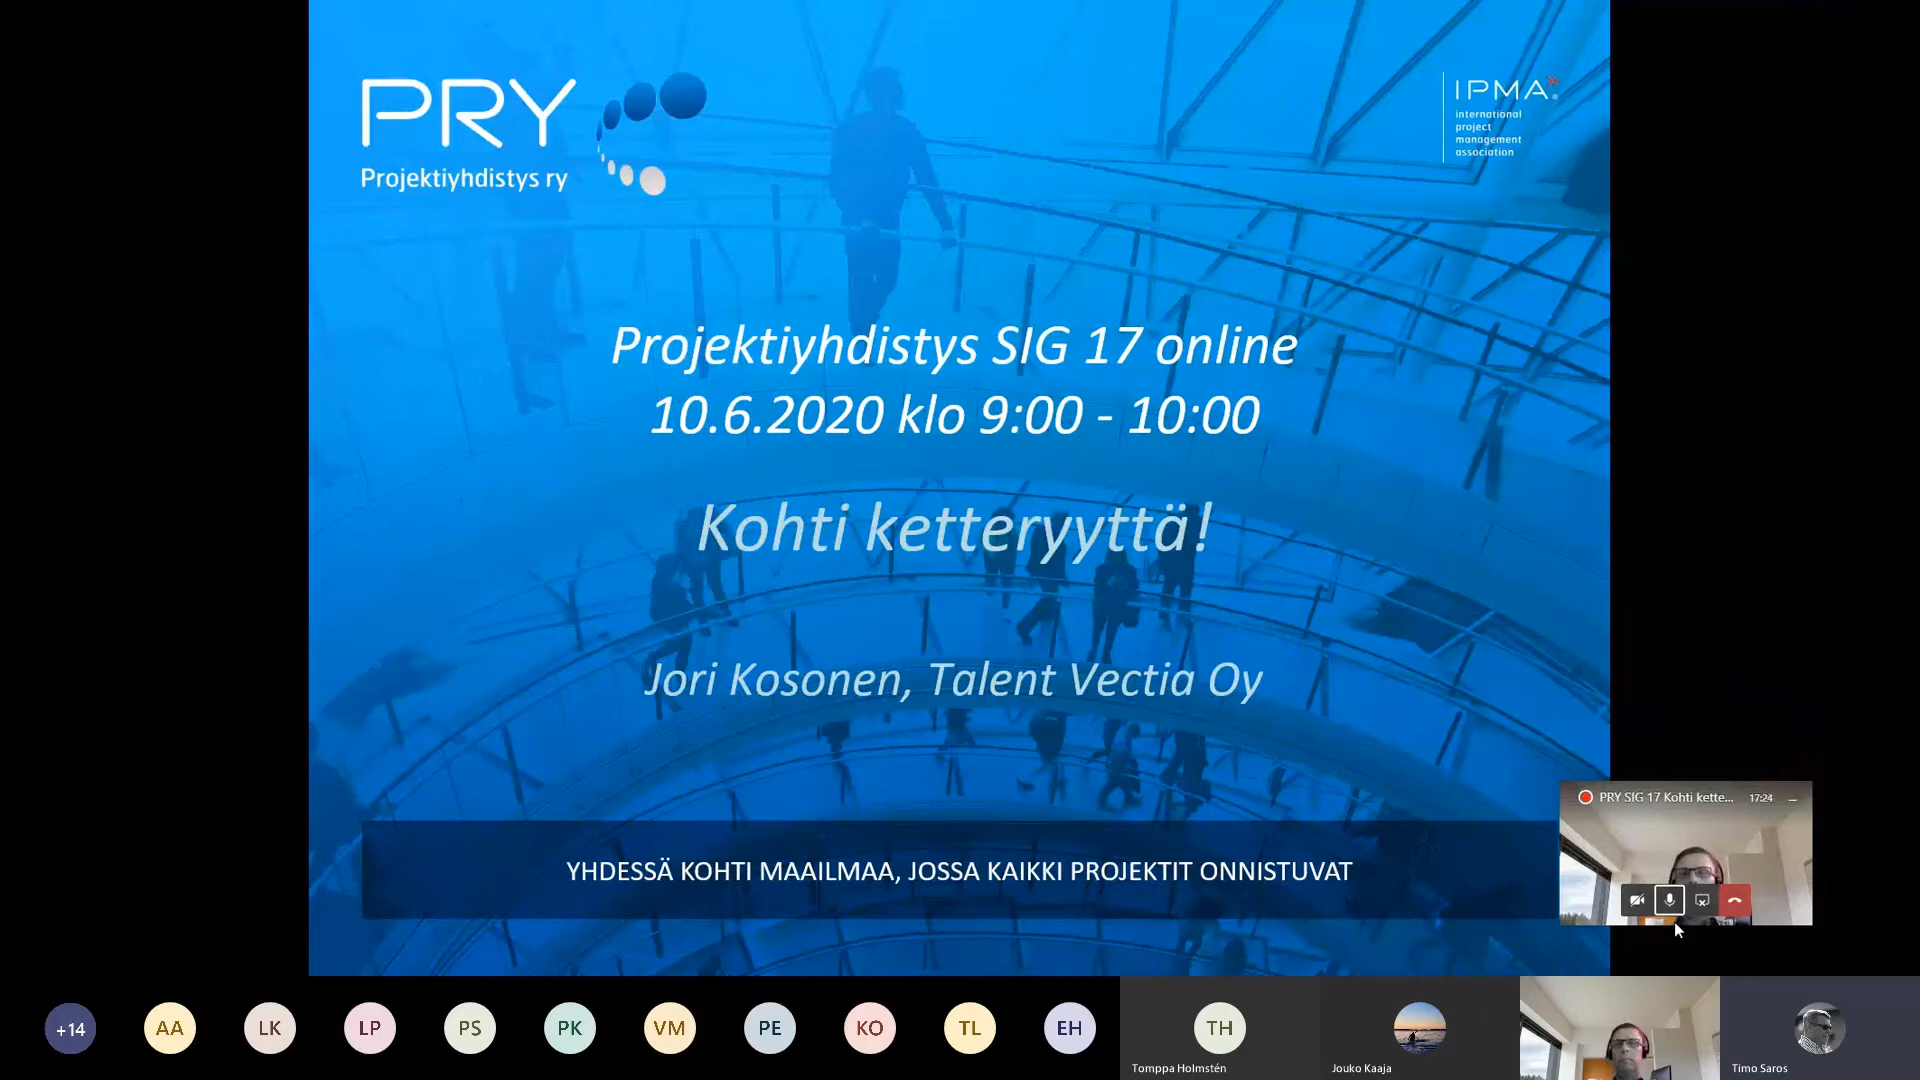 PRY
Projektiyhdistys ry
IPMA®
international
project
management
association
Projektiyhdistys SIG 17 online
10.6.2020 klo 9:00 - 10:00
Kohti ketteryyttä!
Jori Kosonen, Talent Vectia Oy
YHDESSÄ KOHTI MAAILMAA, JOSSA KAIKKI PROJEKTIT ONNISTUVAT
PRY SIG 17 Kohti kette... 17:24
+14
AA
LK
LP
PS
PK
VM
PE
KO
TL
EH
TH
Tomppa Holmstén
Jouko Kaaja
Timo Saros